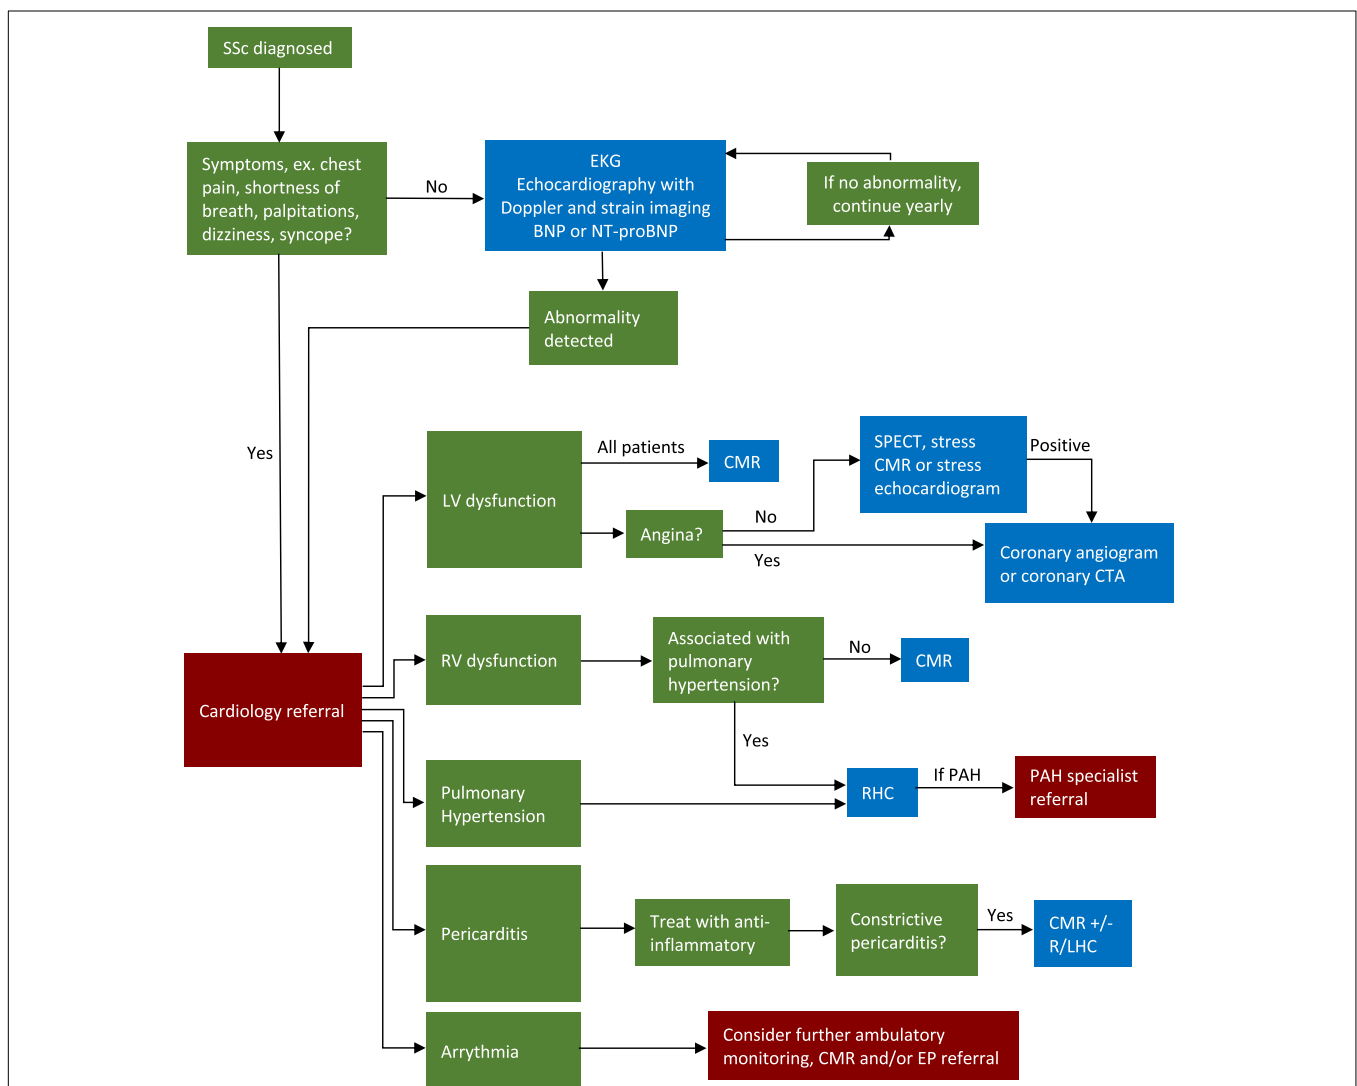 SSc diagnosed
Symptoms, ex. chest
pain, shortness of
breath, palpitations,
dizziness, syncope?
No
EKG
Echocardiography with
Doppler and strain imaging
BNP or NT-proBNP
If no abnormality,
continue yearly
Abnormality
detected
Yes
LV dysfunction
All patients
CMR
Angina?
No
SPECT, stress
CMR or stress
echocardiogram
Positive
Yes
Coronary angiogram
or coronary CTA
Cardiology referral
RV dysfunction
Associated with
pulmonary
hypertension?
No
CMR
Yes
Pulmonary
Hypertension
RHC
If PAH
PAH specialist
referral
Pericarditis
Treat with anti-
inflammatory
Constrictive
pericarditis?
Yes
CMR +/-
R/LHC
Arrythmia
Consider further ambulatory
monitoring, CMR and/or EP referral